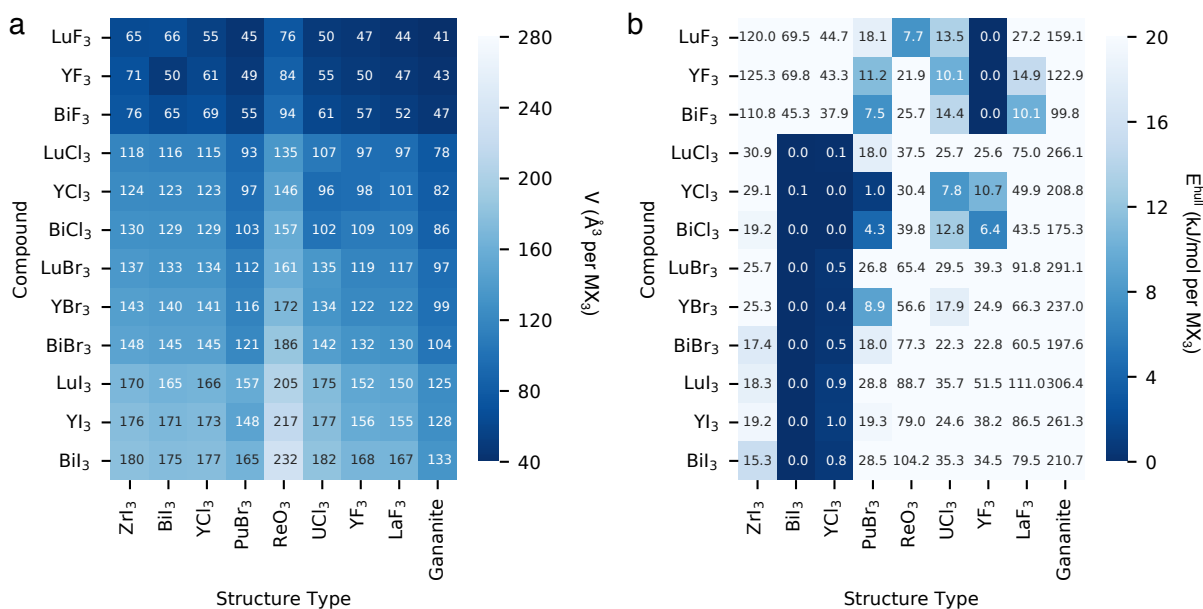 a
Compound
LuF₃ 65 66 55 45 76 50 47 44 41
YF₃ 71 50 61 49 84 55 50 47 43
BiF₃ 76 65 69 55 94 61 57 52 47
LuCl₃ 118 116 115 93 135 107 97 97 78
YCl₃ 124 123 123 97 146 96 98 101 82
BiCl₃ 130 129 129 103 157 102 109 109 86
LuBr₃ 137 133 134 112 161 135 119 117 97
YBr₃ 143 140 141 116 172 134 122 122 99
BiBr₃ 148 145 145 121 186 142 132 130 104
LuI₃ 170 165 166 157 205 175 152 150 125
YI₃ 176 171 173 148 217 177 156 155 128
BiI₃ 180 175 177 165 232 182 168 167 133
ZrI₃ BiI₃ YCl₃ PuBr₃ ReO₃ UCl₃ YF₃ LaF₃ Gananite
Structure Type
280
240
200
160
120
80
40
V (Å³ per MX₃)
b
Compound
LuF₃ 120.0 69.5 44.7 18.1 7.7 13.5 0.0 27.2 159.1
YF₃ 125.3 69.8 43.3 11.2 21.9 10.1 0.0 14.9 122.9
BiF₃ 110.8 45.3 37.9 7.5 25.7 14.4 0.0 10.1 99.8
LuCl₃ 30.9 0.0 0.1 18.0 37.5 25.7 25.6 75.0 266.1
YCl₃ 29.1 0.1 0.0 1.0 30.4 7.8 10.7 49.9 208.8
BiCl₃ 19.2 0.0 0.0 4.3 39.8 12.8 6.4 43.5 175.3
LuBr₃ 25.7 0.0 0.5 26.8 65.4 29.5 39.3 91.8 291.1
YBr₃ 25.3 0.0 0.4 8.9 56.6 17.9 24.9 66.3 237.0
BiBr₃ 17.4 0.0 0.5 18.0 77.3 22.3 22.8 60.5 197.6
LuI₃ 18.3 0.0 0.9 28.8 88.7 35.7 51.5 111.0 306.4
YI₃ 19.2 0.0 1.0 19.3 79.0 24.6 38.2 86.5 261.3
BiI₃ 15.3 0.0 0.8 28.5 104.2 35.3 34.5 79.5 210.7
ZrI₃ BiI₃ YCl₃ PuBr₃ ReO₃ UCl₃ YF₃ LaF₃ Gananite
Structure Type
20
16
12
8
4
0
Eʰᵘˡˡ (kJ/mol per MX₃)